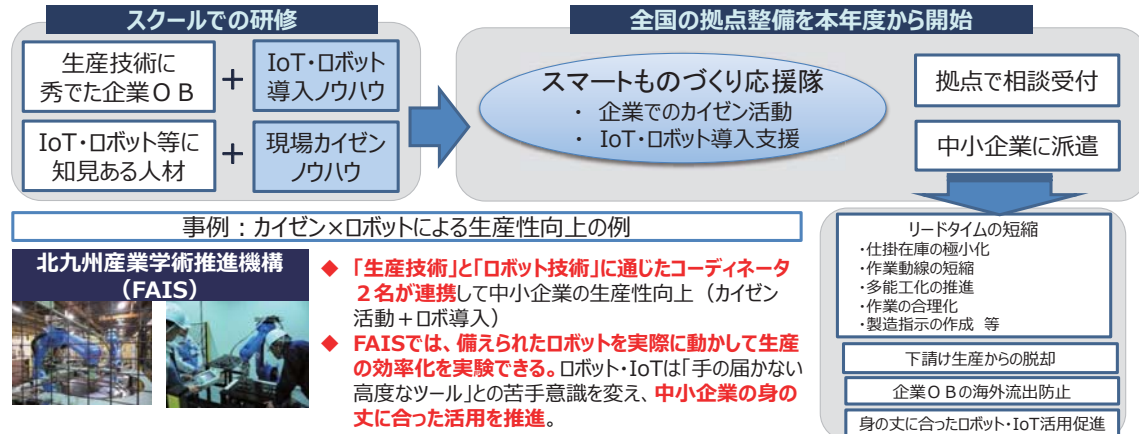 スクールでの研修
生産技術に
秀でた企業ＯＢ
+
IoT・ロボット
導入ノウハウ
IoT・ロボット等に
知見ある人材
+
現場カイゼン
ノウハウ
全国の拠点整備を本年度から開始
スマートものづくり応援隊
・ 企業でのカイゼン活動
・ IoT・ロボット導入支援
拠点で相談受付
中小企業に派遣
事例：カイゼン×ロボットによる生産性向上の例
北九州産業学術推進機構
（FAIS）
◆ 「生産技術」と「ロボット技術」に通じたコーディネータ
２名が連携して中小企業の生産性向上（カイゼン
活動＋ロボ導入）
◆ FAISでは、備えられたロボットを実際に動かして生産
の効率化を実験できる。ロボット・IoTは「手の届かない
高度なツール」との苦手意識を変え、中小企業の身の
丈に合った活用を推進。
リードタイムの短縮
・仕掛在庫の極小化
・作業動線の短縮
・多能工化の推進
・作業の合理化
・製造指示の作成 等
下請け生産からの脱却
企業ＯＢの海外流出防止
身の丈に合ったロボット・IoT活用促進